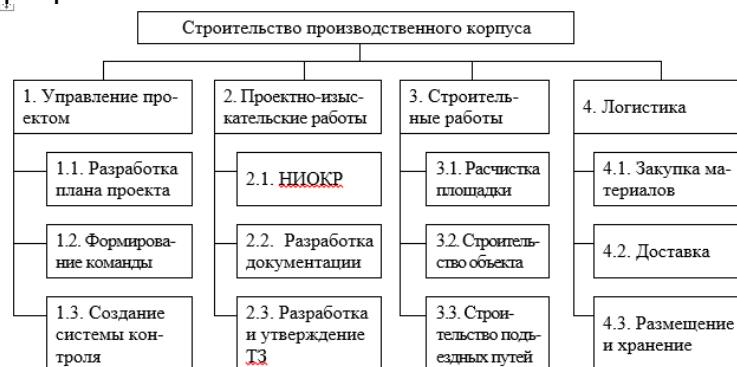 Строительство производственного корпуса
1. Управление про-
ектом
2. Проектно-изыс-
кательские работы
3. Строитель-
ные работы
4. Логистика
1.1. Разработка
плана проекта
2.1. НИОКР
3.1. Расчистка
площадки
4.1. Закупка ма-
териалов
1.2. Формирова-
ние команды
2.2. Разработка
документации
3.2. Строитель-
ство объекта
4.2. Доставка
1.3. Создание
системы кон-
троля
2.3. Разработка
и утверждение
ТЗ
3.3. Строи-
тельство подъ-
ездных путей
4.3. Размещение
и хранение